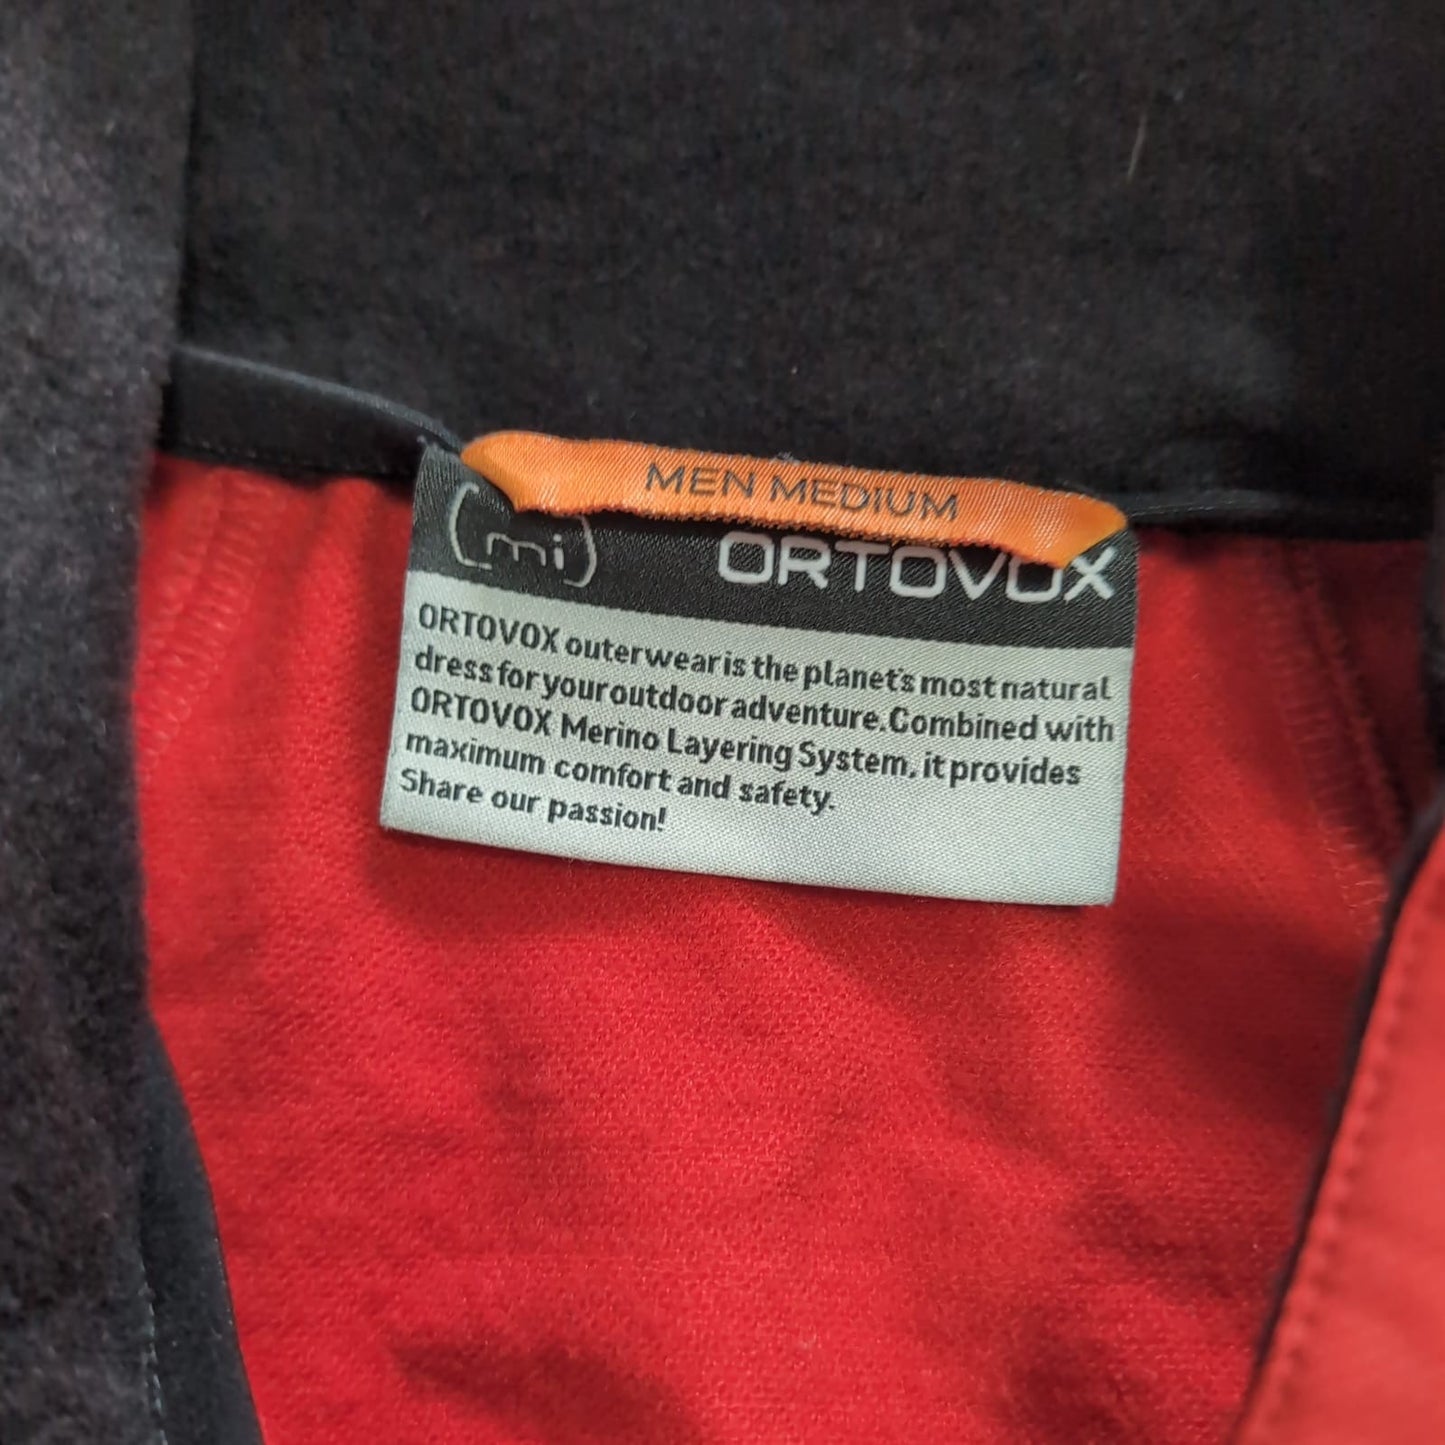 MEN MEDIUM
(mi) ORTOVOX
ORTOVOX outerwear is the planet's most natural
dress for your outdoor adventure. Combined with
ORTOVOX Merino Layering System, it provides
maximum comfort and safety.
Share our passion!